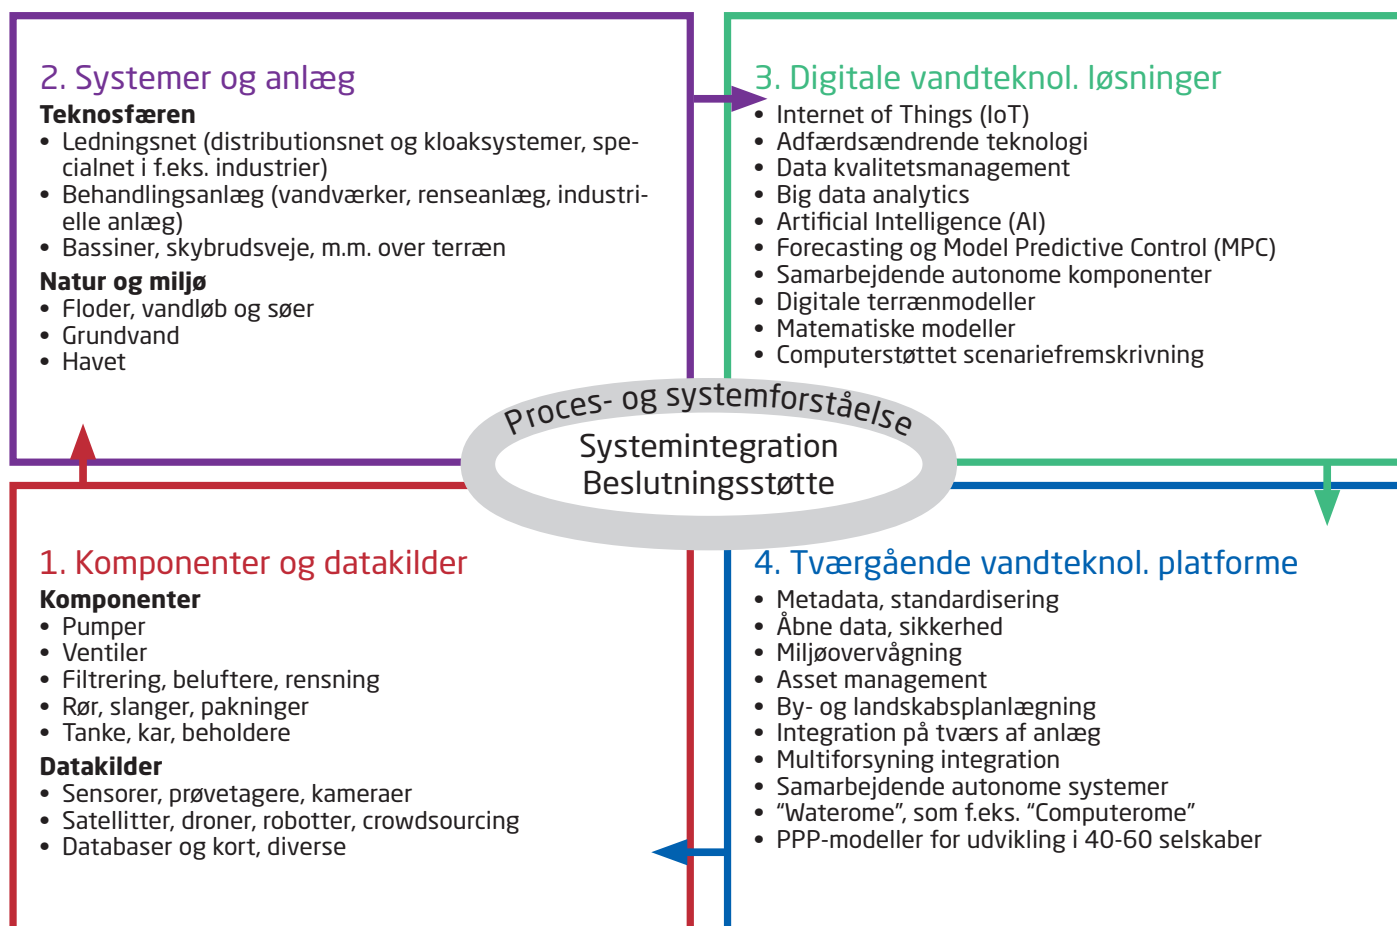 2. Systemer og anlæg
Teknosfæren
• Ledningsnet (distributionsnet og kloaksystemer, spe-
cialnet i f.eks. industrier)
• Behandlingsanlæg (vandværker, renseanlæg, industri-
elle anlæg)
• Bassiner, skybrudsveje, m.m. over terræn
Natur og miljø
• Floder, vandløb og søer
• Grundvand
• Havet
3. Digitale vandteknol. løsninger
• Internet of Things (IoT)
• Adfærdsændrende teknologi
• Data kvalitetsmanagement
• Big data analytics
• Artificial Intelligence (AI)
• Forecasting og Model Predictive Control (MPC)
• Samarbejdende autonome komponenter
• Digitale terrænmodeller
• Matematiske modeller
• Computerstøttet scenariefremskrivning
Proces- og systemforståelse
Systemintegration
Beslutningsstøtte
1. Komponenter og datakilder
Komponenter
• Pumper
• Ventiler
• Filtrering, beluftere, rensning
• Rør, slanger, pakninger
• Tanke, kar, beholdere
Datakilder
• Sensorer, prøvetagere, kameraer
• Satellitter, droner, robotter, crowdsourcing
• Databaser og kort, diverse
4. Tværgående vandteknol. platforme
• Metadata, standardisering
• Åbne data, sikkerhed
• Miljøovervågning
• Asset management
• By- og landskabsplanlægning
• Integration på tværs af anlæg
• Multiforsyning integration
• Samarbejdende autonome systemer
• “Waterome”, som f.eks. “Computerome”
• PPP-modeller for udvikling i 40-60 selskaber